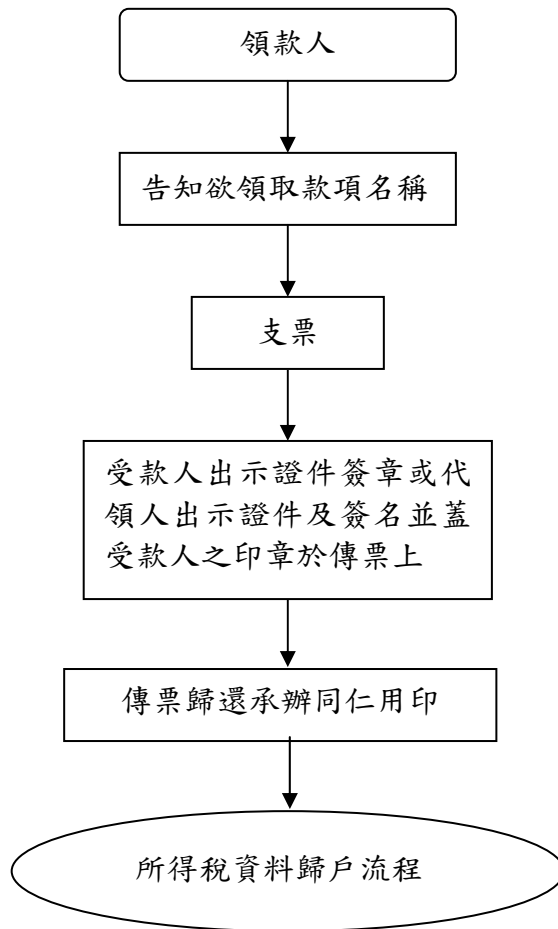 領款人
告知欲領取款項名稱
支票
受款人出示證件簽章或代
領人出示證件及簽名並蓋
受款人之印章於傳票上
傳票歸還承辦同仁用印
所得稅資料歸戶流程